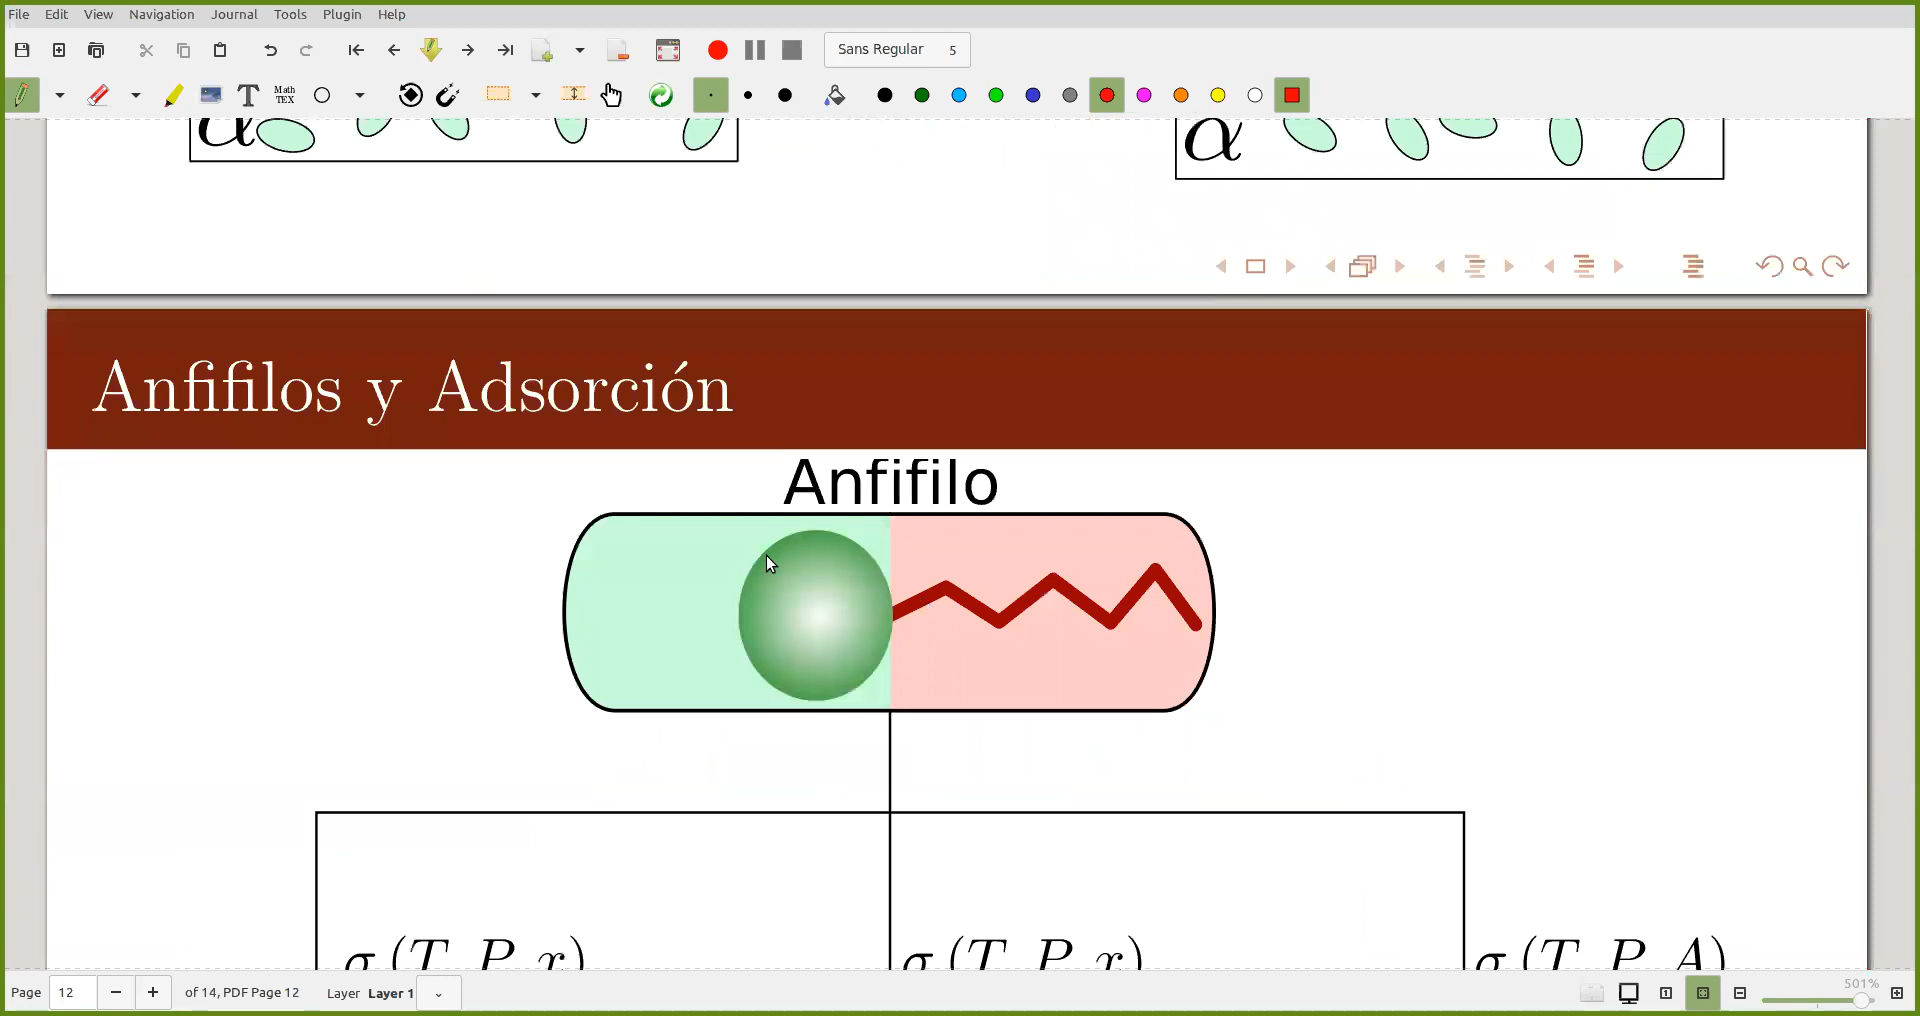 File Edit View Navigation Journal Tools Plugin Help
Sans Regular 5
T Math TEX
α α
Anfifilos y Adsorción
Anfifilo
σ (T P x) σ (T P x) σ (T P A)
Page 12 of 14, PDF Page 12 Layer Layer 1 501%